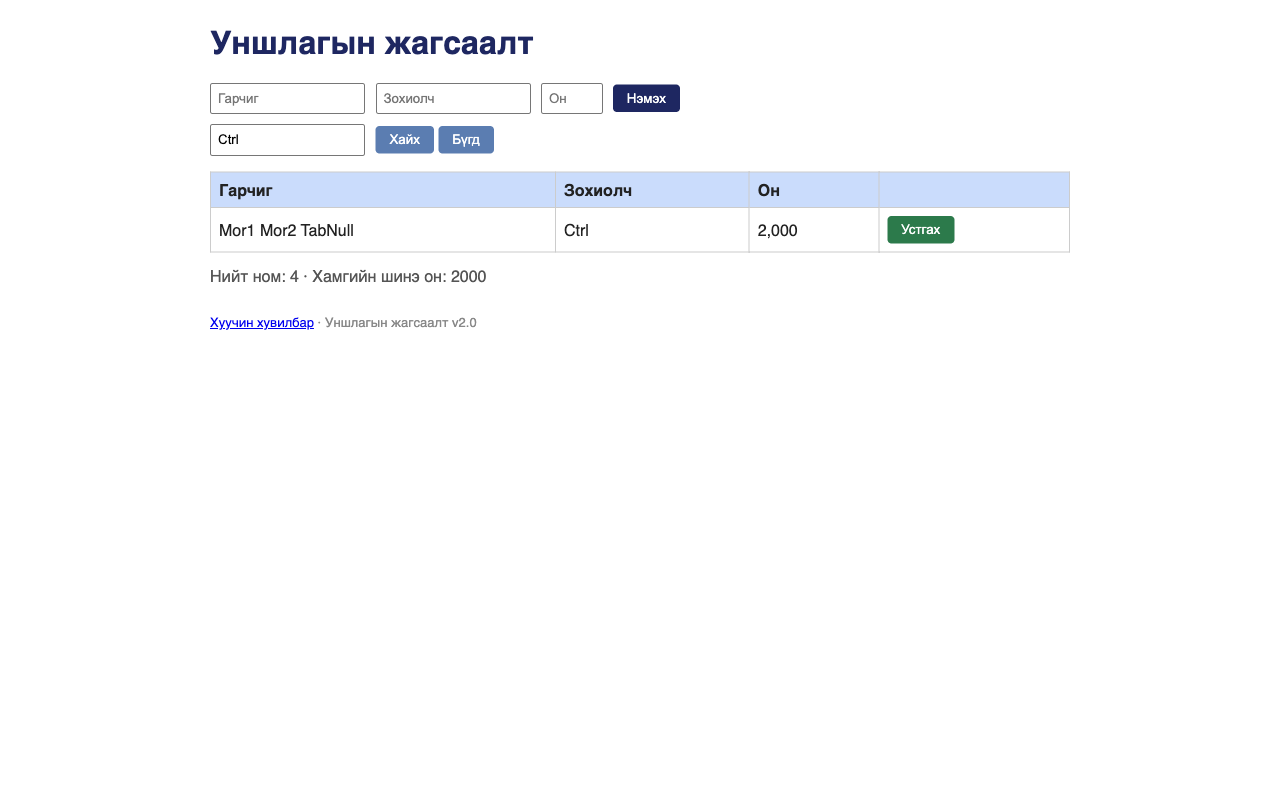 Уншлагын жагсаалт
Гарчиг Зохиолч Он Нэмэх
Ctrl Хайх Бүгд
Гарчиг Зохиолч Он
Mor1 Mor2 TabNull Ctrl 2,000 Устгах
Нийт ном: 4 · Хамгийн шинэ он: 2000
Хуучин хувилбар · Уншлагын жагсаалт v2.0